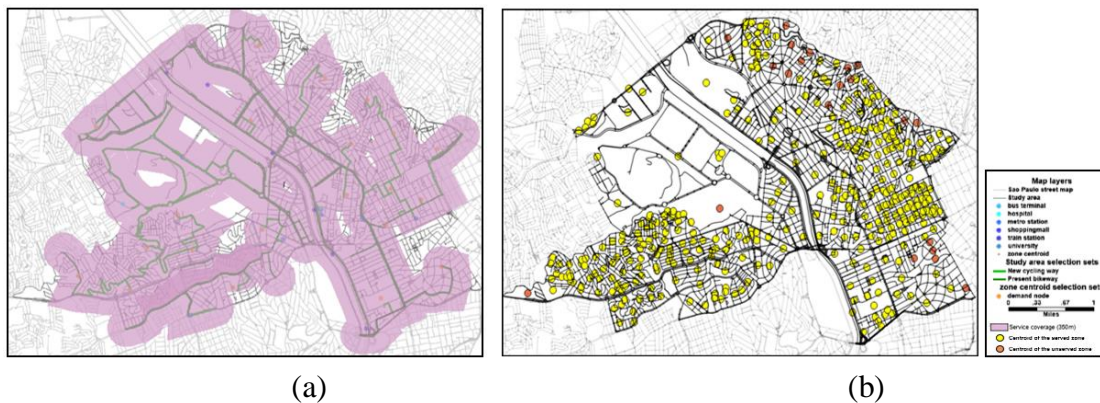 Map layers
Sao Paulo street map
Study area
bus terminal
hospital
metro station
shoppingmall
train station
university
zone centroid
Study area selection sets
New cycling way
Present bikeway
zone centroid selection set
demand node
0 .33 .67 1
Miles
Service coverage (350m)
Centroid of the served zone
Centroid of the unserved zone
(a) (b)